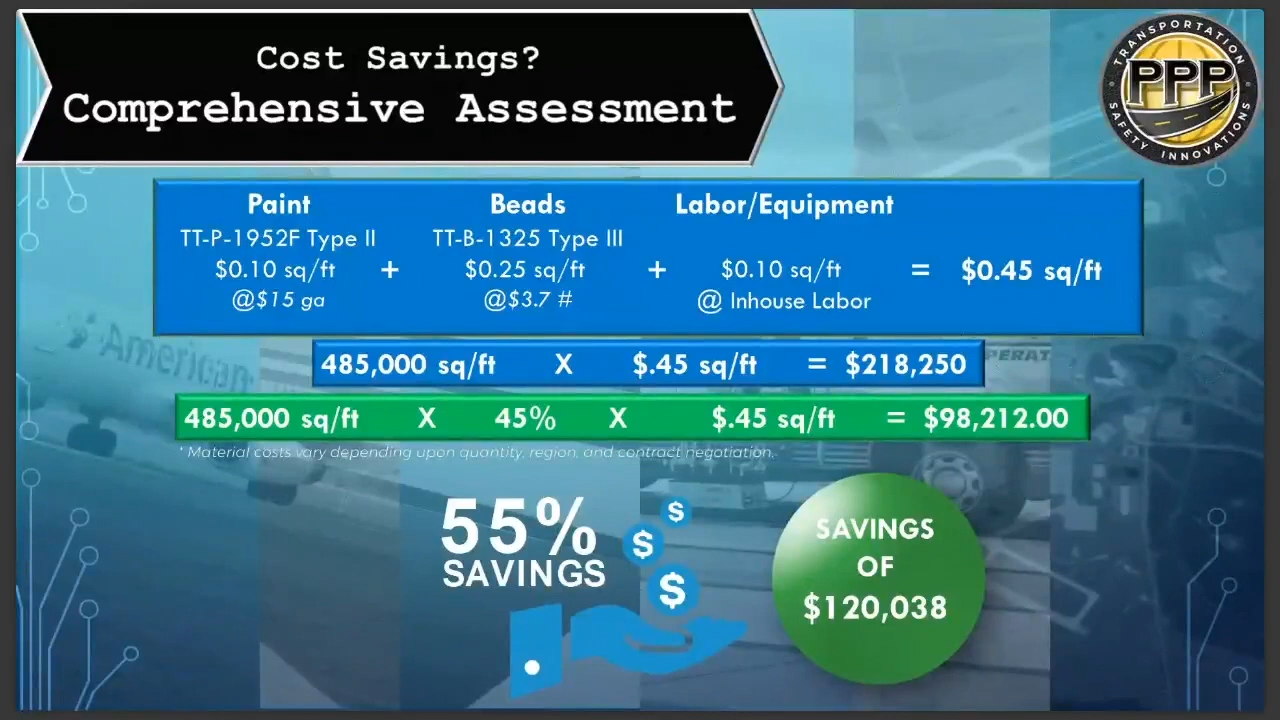 Cost Savings?
Comprehensive Assessment
TRANSPORTATION
PPP
SAFETY INNOVATIONS
Paint Beads Labor/Equipment
TT-P-1952F Type II TT-B-1325 Type III
$0.10 sq/ft + $0.25 sq/ft + $0.10 sq/ft = $0.45 sq/ft
@$15 ga @$3.7 # @ Inhouse Labor
American
485,000 sq/ft X $.45 sq/ft = $218,250
485,000 sq/ft X 45% X $.45 sq/ft = $98,212.00
* Material costs vary depending upon quantity, region, and contract negotiation.
55%
SAVINGS
$
$
$
SAVINGS
OF
$120,038